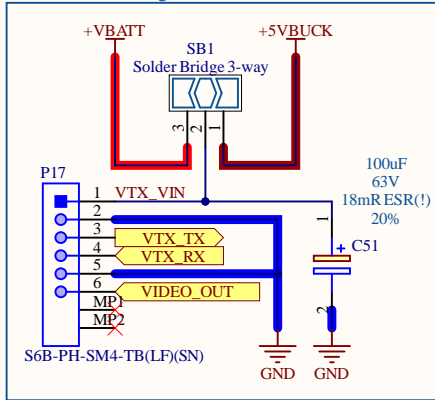 +VBATT
+5VBUCK
SB1
Solder Bridge 3-way
3
2
1
100uF
63V
18mR ESR(!)
20%
P17
1
VTX_VIN
2
3
VTX_TX
4
VTX_RX
5
6
VIDEO_OUT
MP1
MP2
1
+
C51
2
S6B-PH-SM4-TB(LF)(SN)
GND
GND